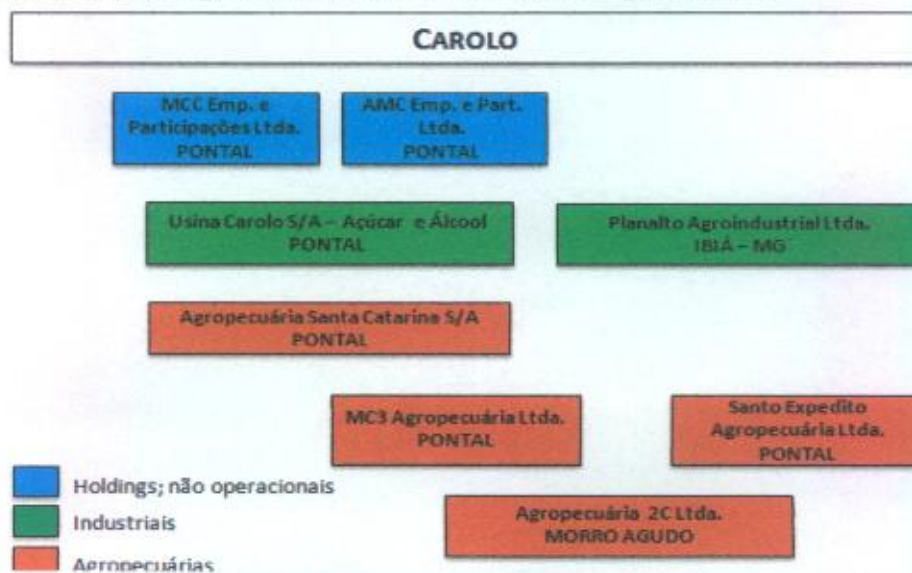 CAROLO
MCC Emp. e
Participações Ltda.
PONTAL
AMC Emp. e Part.
Ltda.
PONTAL
Usina Carolo S/A – Açúcar e Álcool
PONTAL
Planalto Agroindustrial Ltda.
IBIÁ – MG
Agropecuária Santa Catarina S/A
PONTAL
MC3 Agropecuária Ltda.
PONTAL
Santo Expedito
Agropecuária Ltda.
PONTAL
Agropecuária 2C Ltda.
MORRO AGUDO
Holdings; não operacionais
Industriais
Agropecuárias